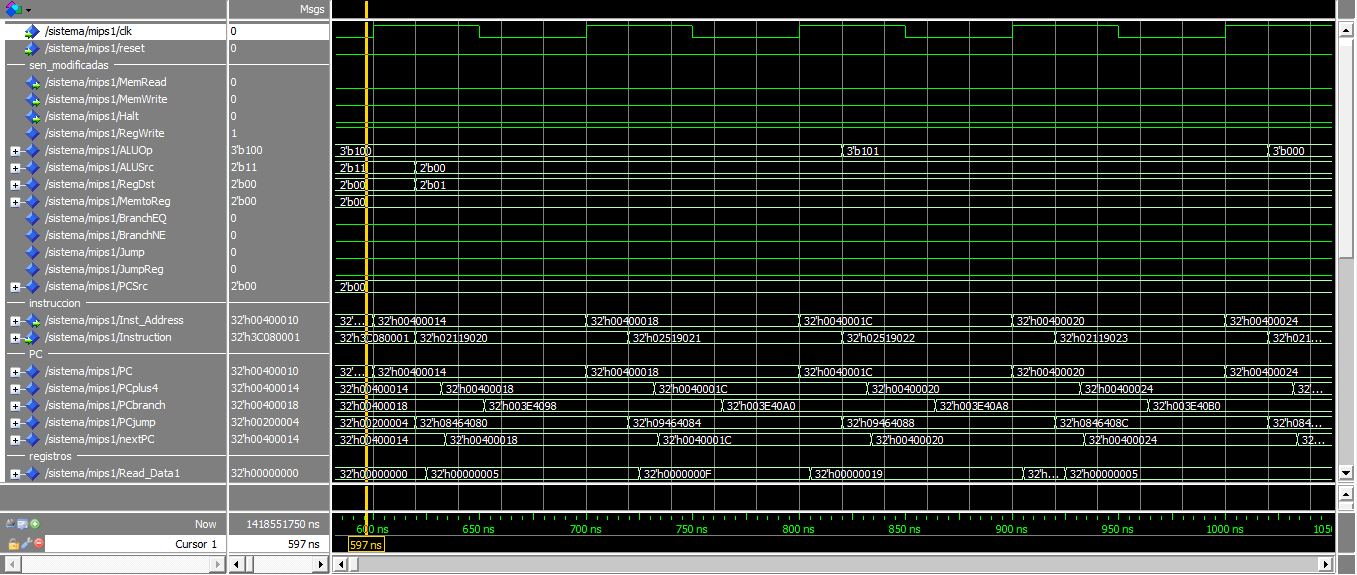 Msgs
/sistema/mips1/clk 0
/sistema/mips1/reset 0
sen_modificadas
/sistema/mips1/MemRead 0
/sistema/mips1/MemWrite 0
/sistema/mips1/Halt 0
/sistema/mips1/RegWrite 1
/sistema/mips1/ALUOp 3'b100 3'b100 3'b101 3'b000
/sistema/mips1/ALUSrc 2'b11 2'b11 2'b00
/sistema/mips1/RegDst 2'b00 2'b00 2'b01
/sistema/mips1/MemtoReg 2'b00 2'b00
/sistema/mips1/BranchEQ 0
/sistema/mips1/BranchNE 0
/sistema/mips1/Jump 0
/sistema/mips1/JumpReg 0
/sistema/mips1/PCSrc 2'b00 2'b00
instruccion
/sistema/mips1/Inst_Address 32'h00400010 32'... 32'h00400014 32'h00400018 32'h0040001C 32'h00400020 32'h00400024
/sistema/mips1/Instruction 32'h3C080001 32'h3C080001 32'h02119020 32'h02519021 32'h02519022 32'h02119023 32'h021...
PC
/sistema/mips1/PC 32'h00400010 32'... 32'h00400014 32'h00400018 32'h0040001C 32'h00400020 32'h00400024
/sistema/mips1/PCplus4 32'h00400014 32'h00400014 32'h00400018 32'h0040001C 32'h00400020 32'h00400024 32'...
/sistema/mips1/PCbranch 32'h00400018 32'h00400018 32'h003E4098 32'h003E40A0 32'h003E40A8 32'h003E40B0
/sistema/mips1/PCjump 32'h00200004 32'h00200004 32'h08464080 32'h09464084 32'h09464088 32'h0846408C 32'h084...
/sistema/mips1/nextPC 32'h00400014 32'h00400014 32'h00400018 32'h0040001C 32'h00400020 32'h00400024 32...
registros
/sistema/mips1/Read_Data1 32'h00000000 32'h00000000 32'h00000005 32'h0000000F 32'h00000019 32'h... 32'h00000005
Now 1418551750 ns 600 ns 650 ns 700 ns 750 ns 800 ns 850 ns 900 ns 950 ns 1000 ns 1050
Cursor 1 597 ns 597 ns